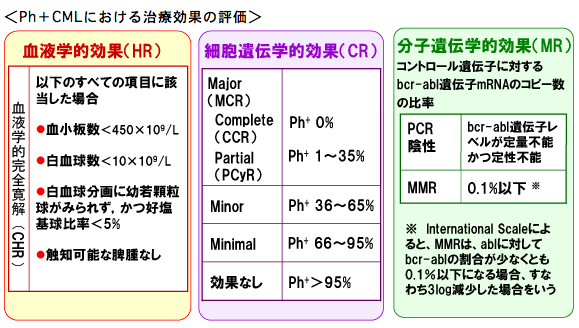 ＜Ph＋CMLにおける治療効果の評価＞
血液学的効果（HR）
血液学的完全寛解（CHR）
以下のすべての項目に該
当した場合
●血小板数＜450×10⁹/L
●白血球数＜10×10⁹/L
●白血球分画に幼若顆粒
球がみられず，かつ好塩
基球比率＜5%
●触知可能な脾腫なし
細胞遺伝学的効果（CR）
Major
（MCR）
Complete
（CCR）
Ph⁺ 0%
Partial
（PCyR）
Ph⁺ 1～35%
Minor
Ph⁺ 36～65%
Minimal
Ph⁺ 66～95%
効果なし
Ph⁺＞95%
分子遺伝学的効果（MR）
コントロール遺伝子に対する
bcr-abl遺伝子mRNAのコピー数
の比率
PCR
陰性
bcr-abl遺伝子レ
ベルが定量不能
かつ定性不能
MMR
0.1%以下 ※
※ International Scaleによ
ると、MMRは、ablに対して
bcr-ablの割合が少なくとも
0.1%以下になる場合、すな
わち3log減少した場合をいう